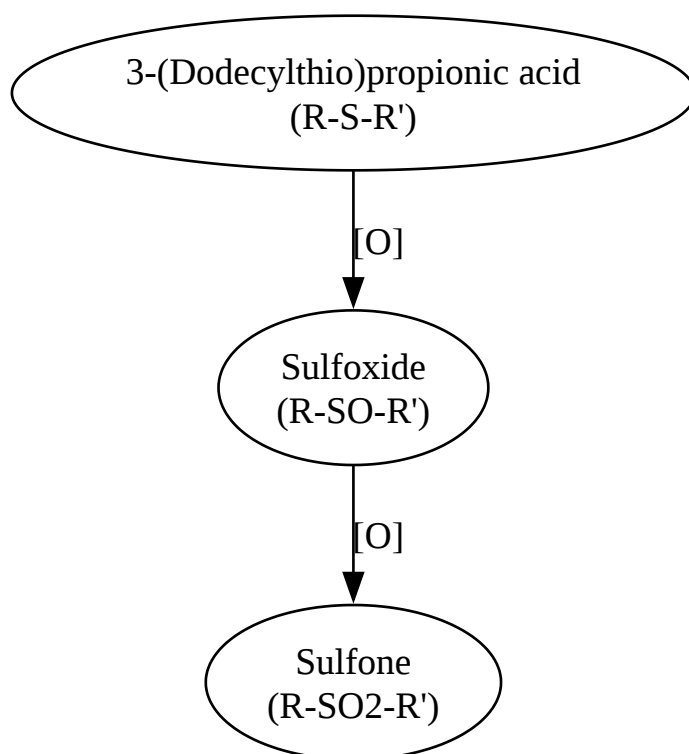 3-(Dodecylthio)propionic acid
(R-S-R')
[O]
Sulfoxide
(R-SO-R')
[O]
Sulfone
(R-SO2-R')